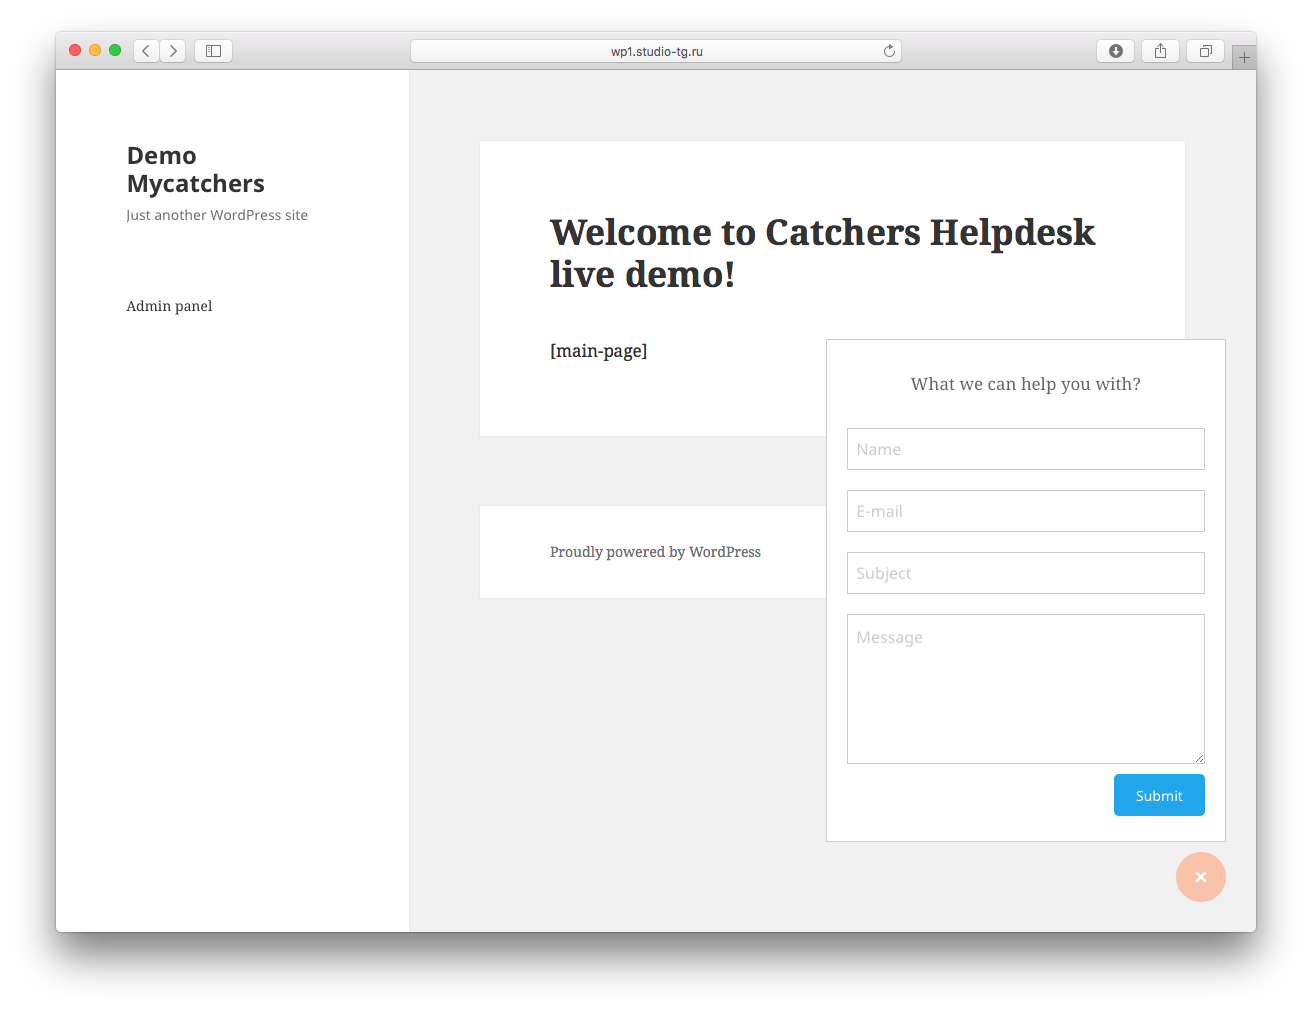 wp1.studio-tg.ru
Demo
Mycatchers
Just another WordPress site
Admin panel
Welcome to Catchers Helpdesk
live demo!
[main-page]
Proudly powered by WordPress
What we can help you with?
Name
E-mail
Subject
Message
Submit